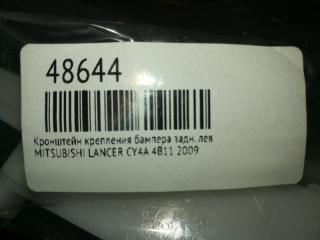 48644
Кронштейн крепления бампера задн. лев
MITSUBISHI LANCER CY4A 4B11 2009